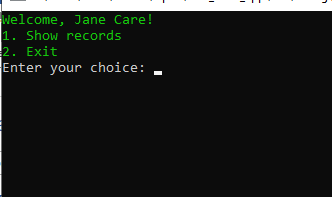 Welcome, Jane Care!
1. Show records
2. Exit
Enter your choice: